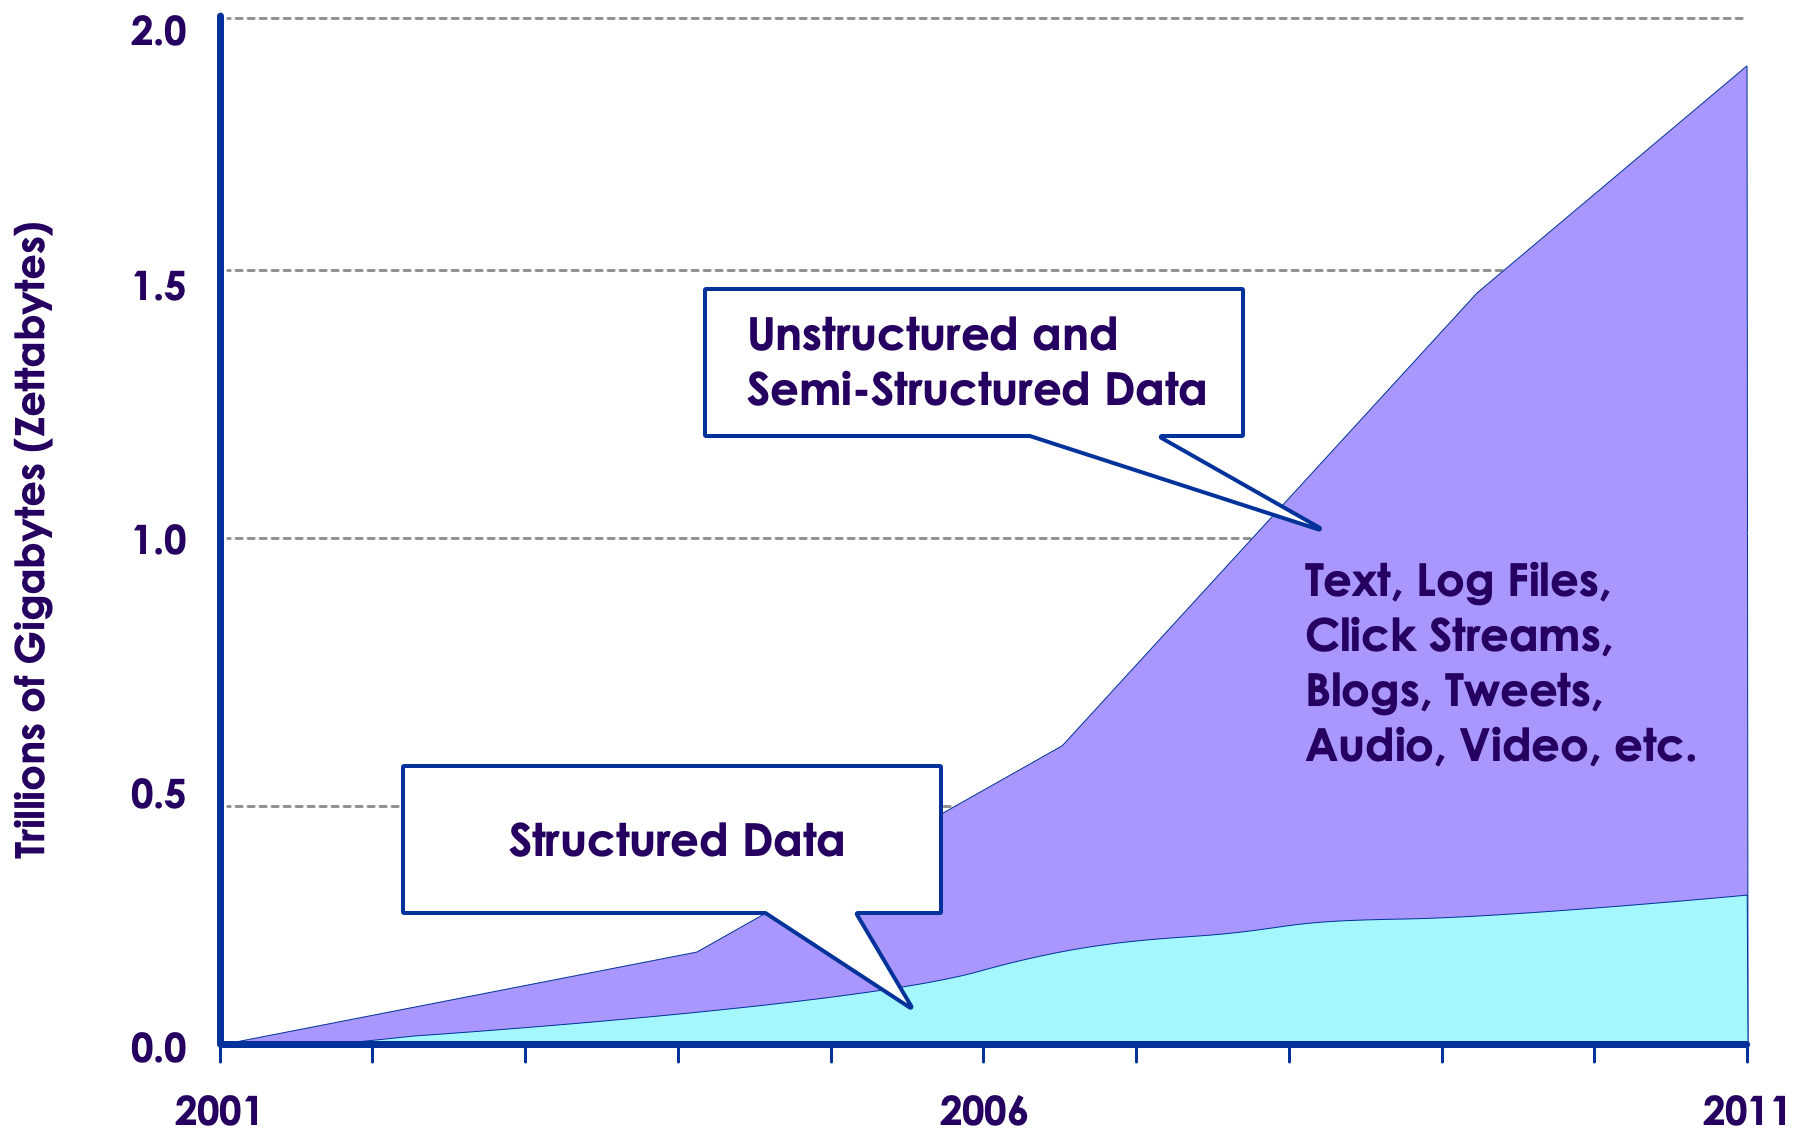 2.0
1.5
1.0
0.5
0.0
Trillions of Gigabytes (Zettabytes)
Unstructured and
Semi-Structured Data
Text, Log Files,
Click Streams,
Blogs, Tweets,
Audio, Video, etc.
Structured Data
2001
2006
2011